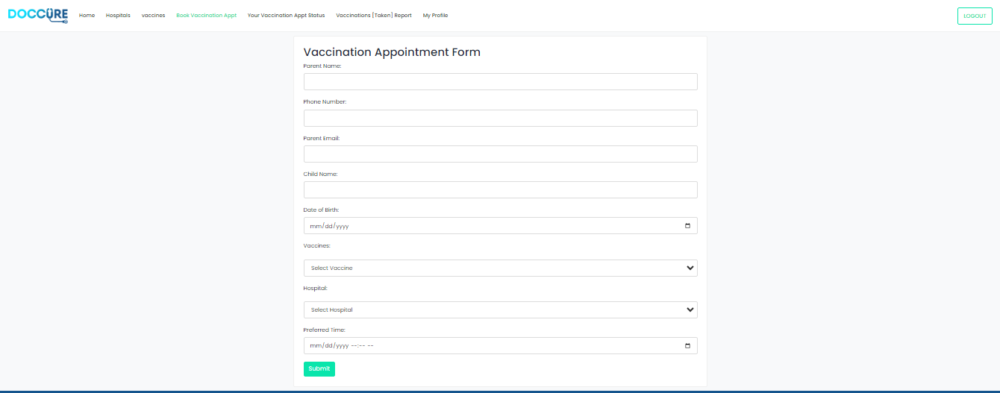 DOCCURE Home Hospitals vaccines Book Vaccination Appt Your Vaccination Appt Status Vaccinations [Taken] Report My Profile LOGOUT
Vaccination Appointment Form
Parent Name:
Phone Number:
Parent Email:
Child Name:
Date of Birth:
mm/dd/yyyy
Vaccines:
Select Vaccine
Hospital:
Select Hospital
Preferred Time:
mm/dd/yyyy --:-- --
Submit